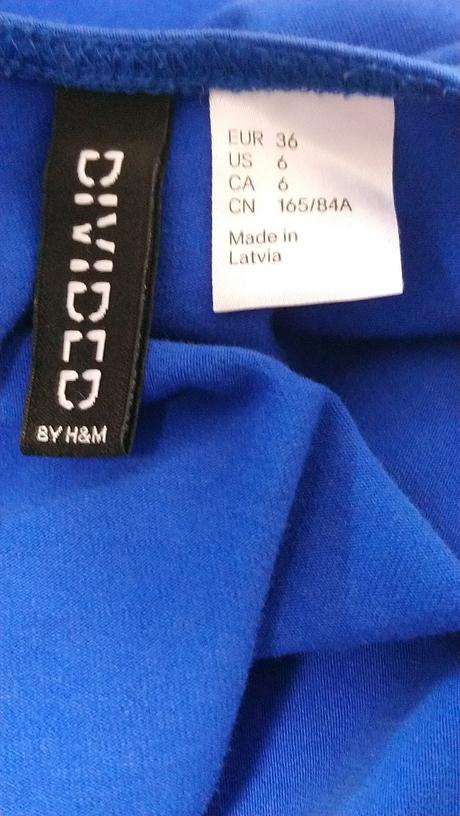 DIVIDED
BY H&M
EUR 36
US 6
CA 6
CN 165/84A
Made in
Latvia